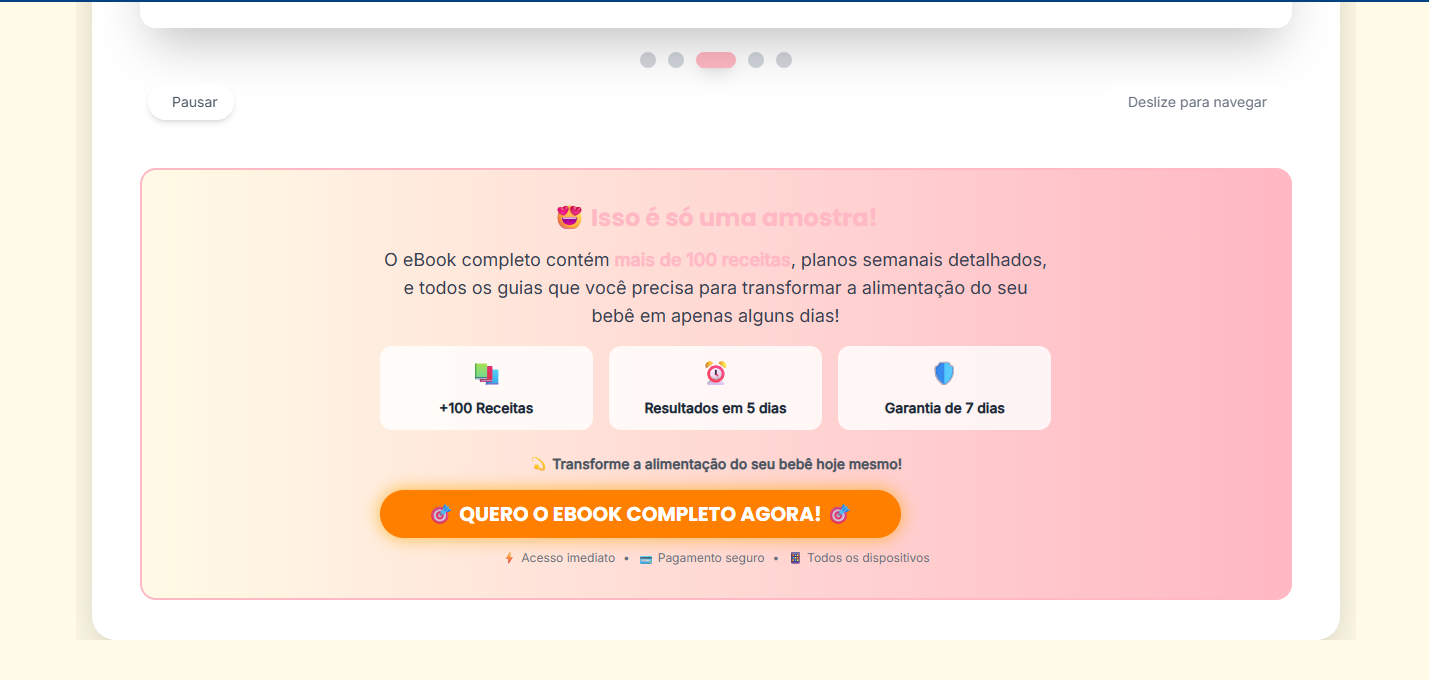 Pausar
Deslize para navegar
Isso é só uma amostra!
O eBook completo contém mais de 100 receitas, planos semanais detalhados,
e todos os guias que você precisa para transformar a alimentação do seu
bebê em apenas alguns dias!
+100 Receitas
Resultados em 5 dias
Garantia de 7 dias
Transforme a alimentação do seu bebê hoje mesmo!
QUERO O EBOOK COMPLETO AGORA!
Acesso imediato • Pagamento seguro • Todos os dispositivos